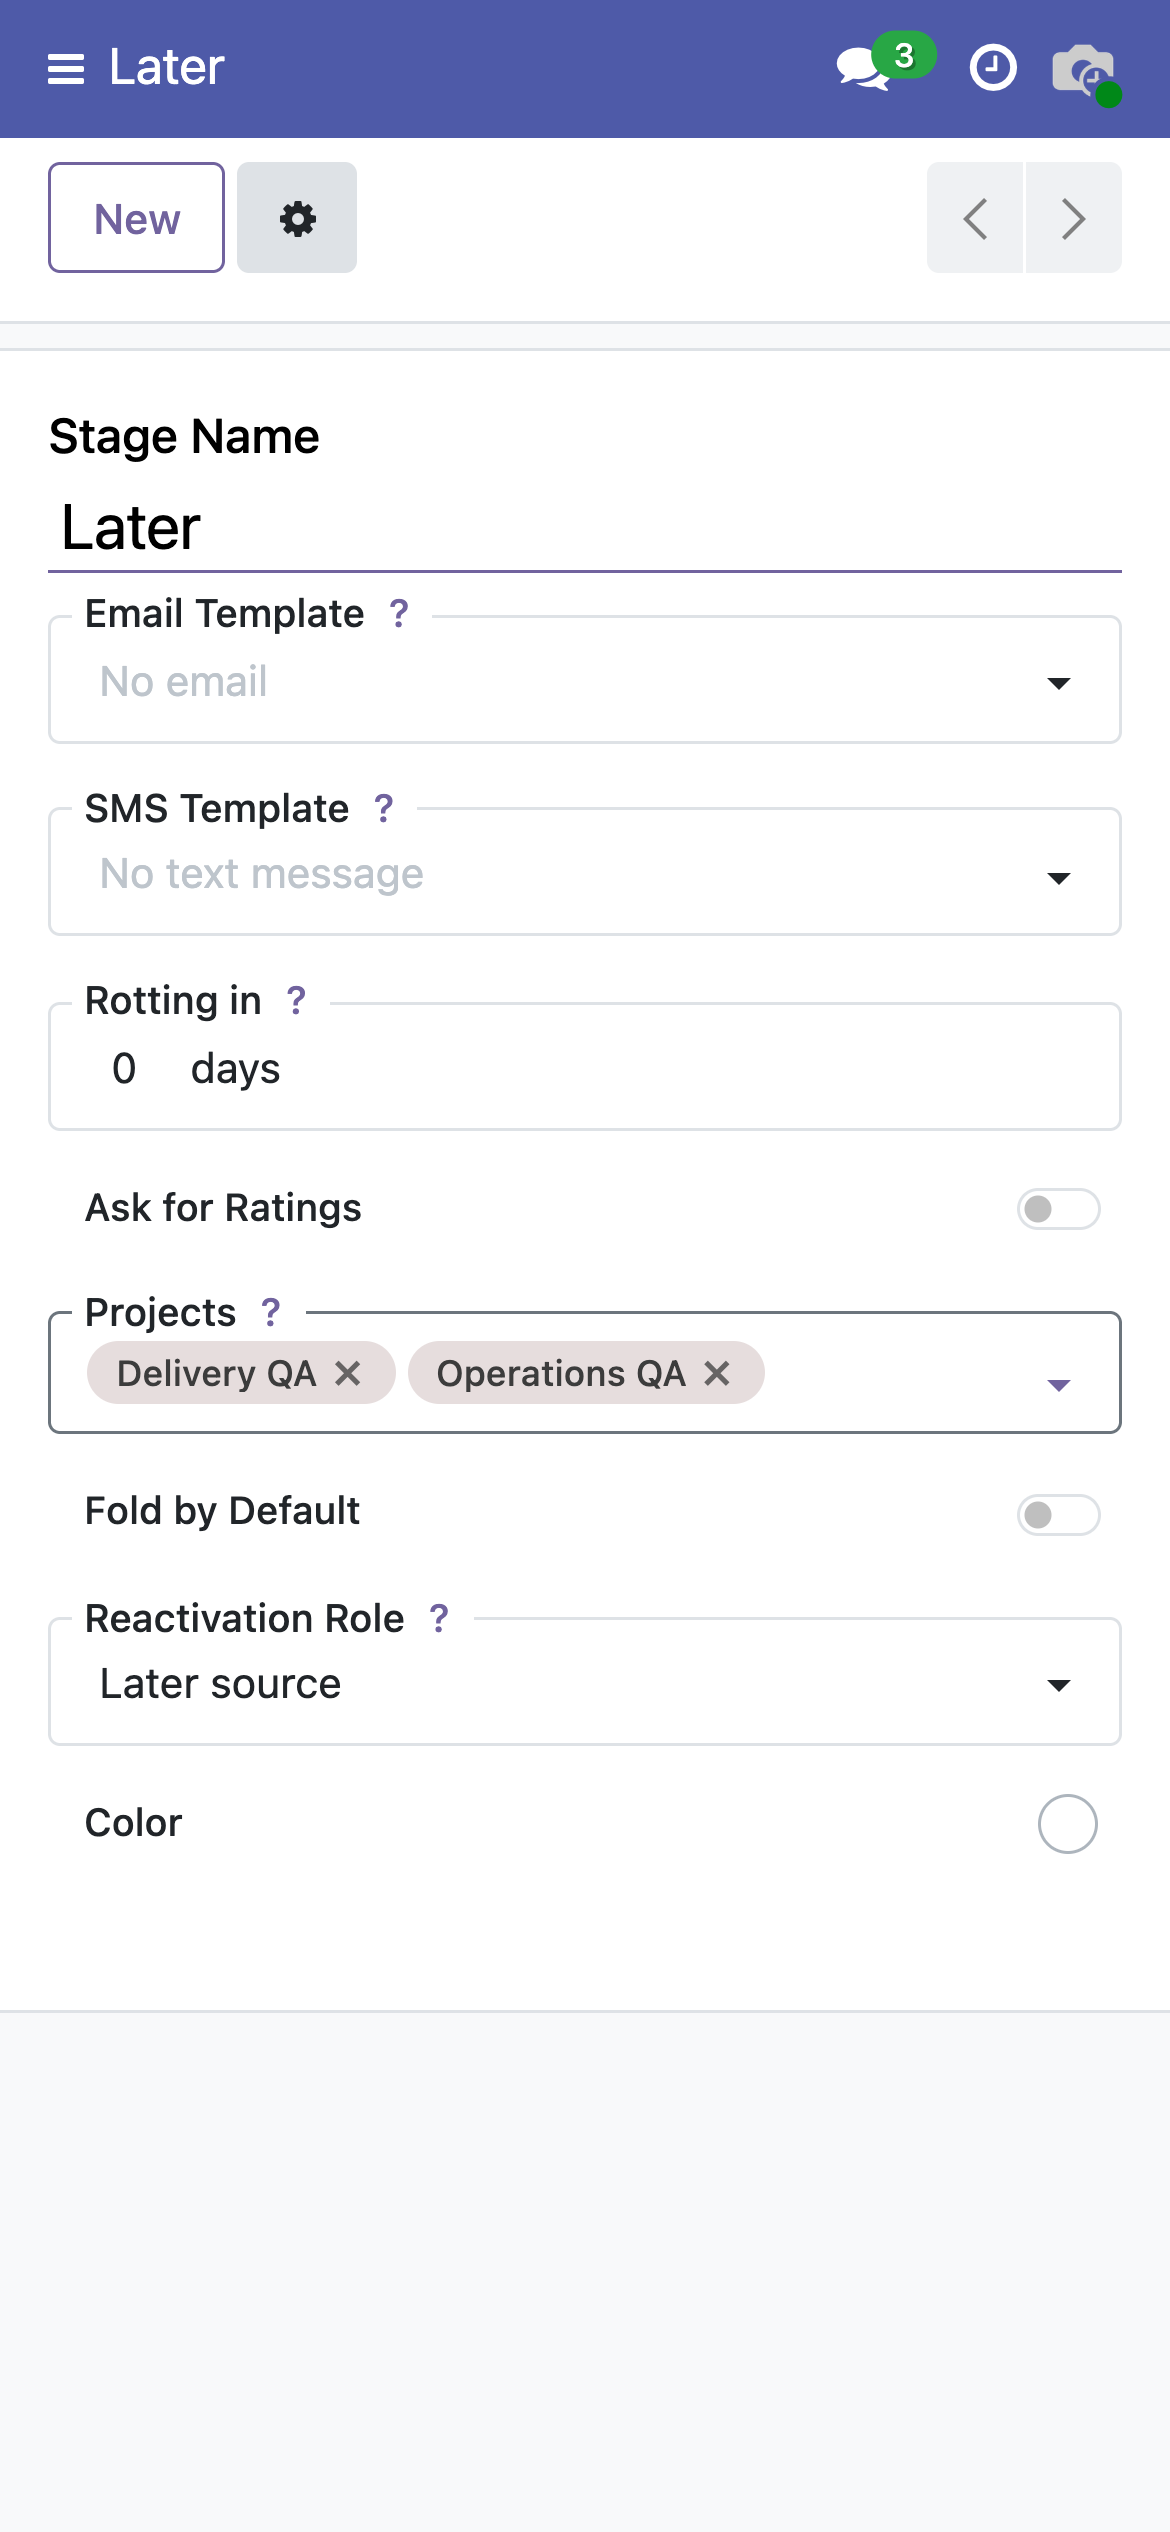 Later
3
New
Stage Name
Later
Email Template ?
No email
SMS Template ?
No text message
Rotting in ?
0 days
Ask for Ratings
Projects ?
Delivery QA Operations QA
Fold by Default
Reactivation Role ?
Later source
Color